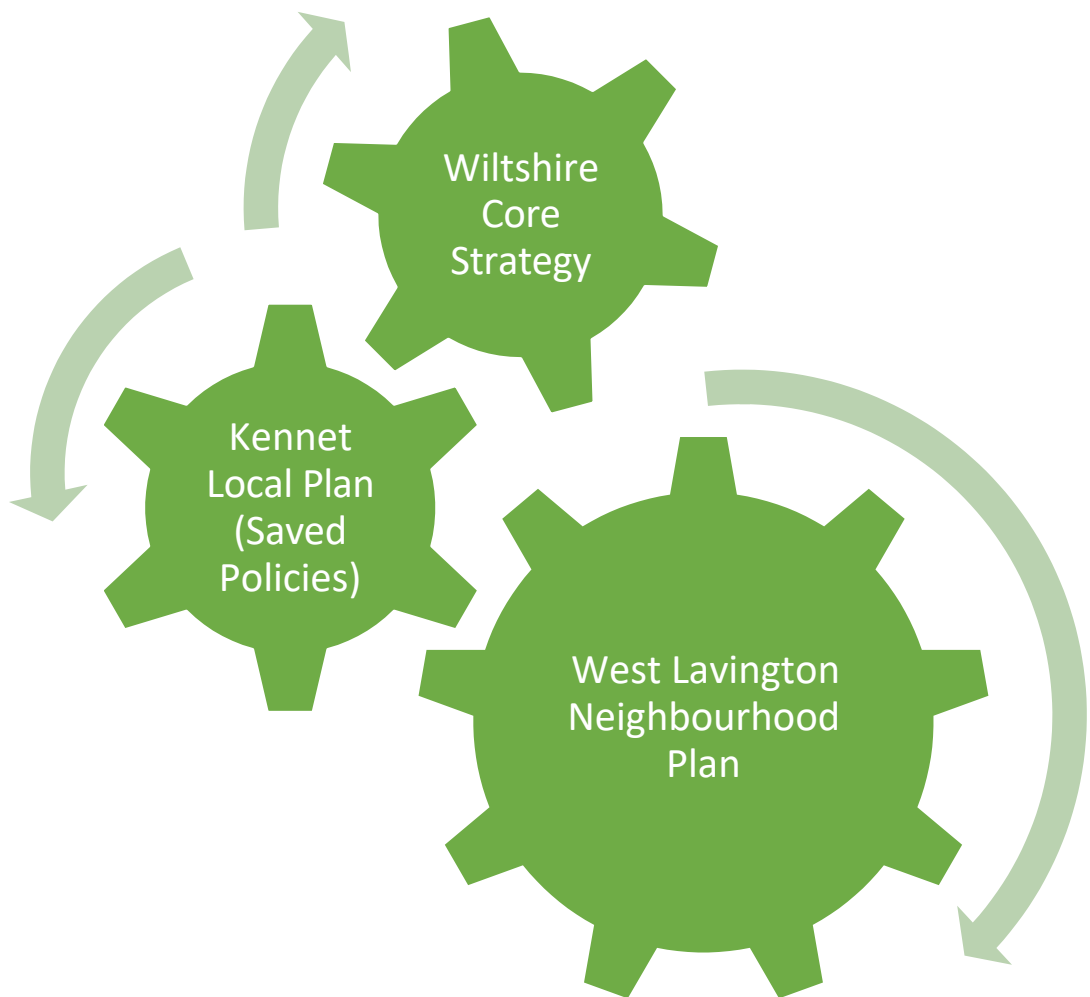 Wiltshire
Core
Strategy
Kennet
Local Plan
(Saved
Policies)
West Lavington
Neighbourhood
Plan